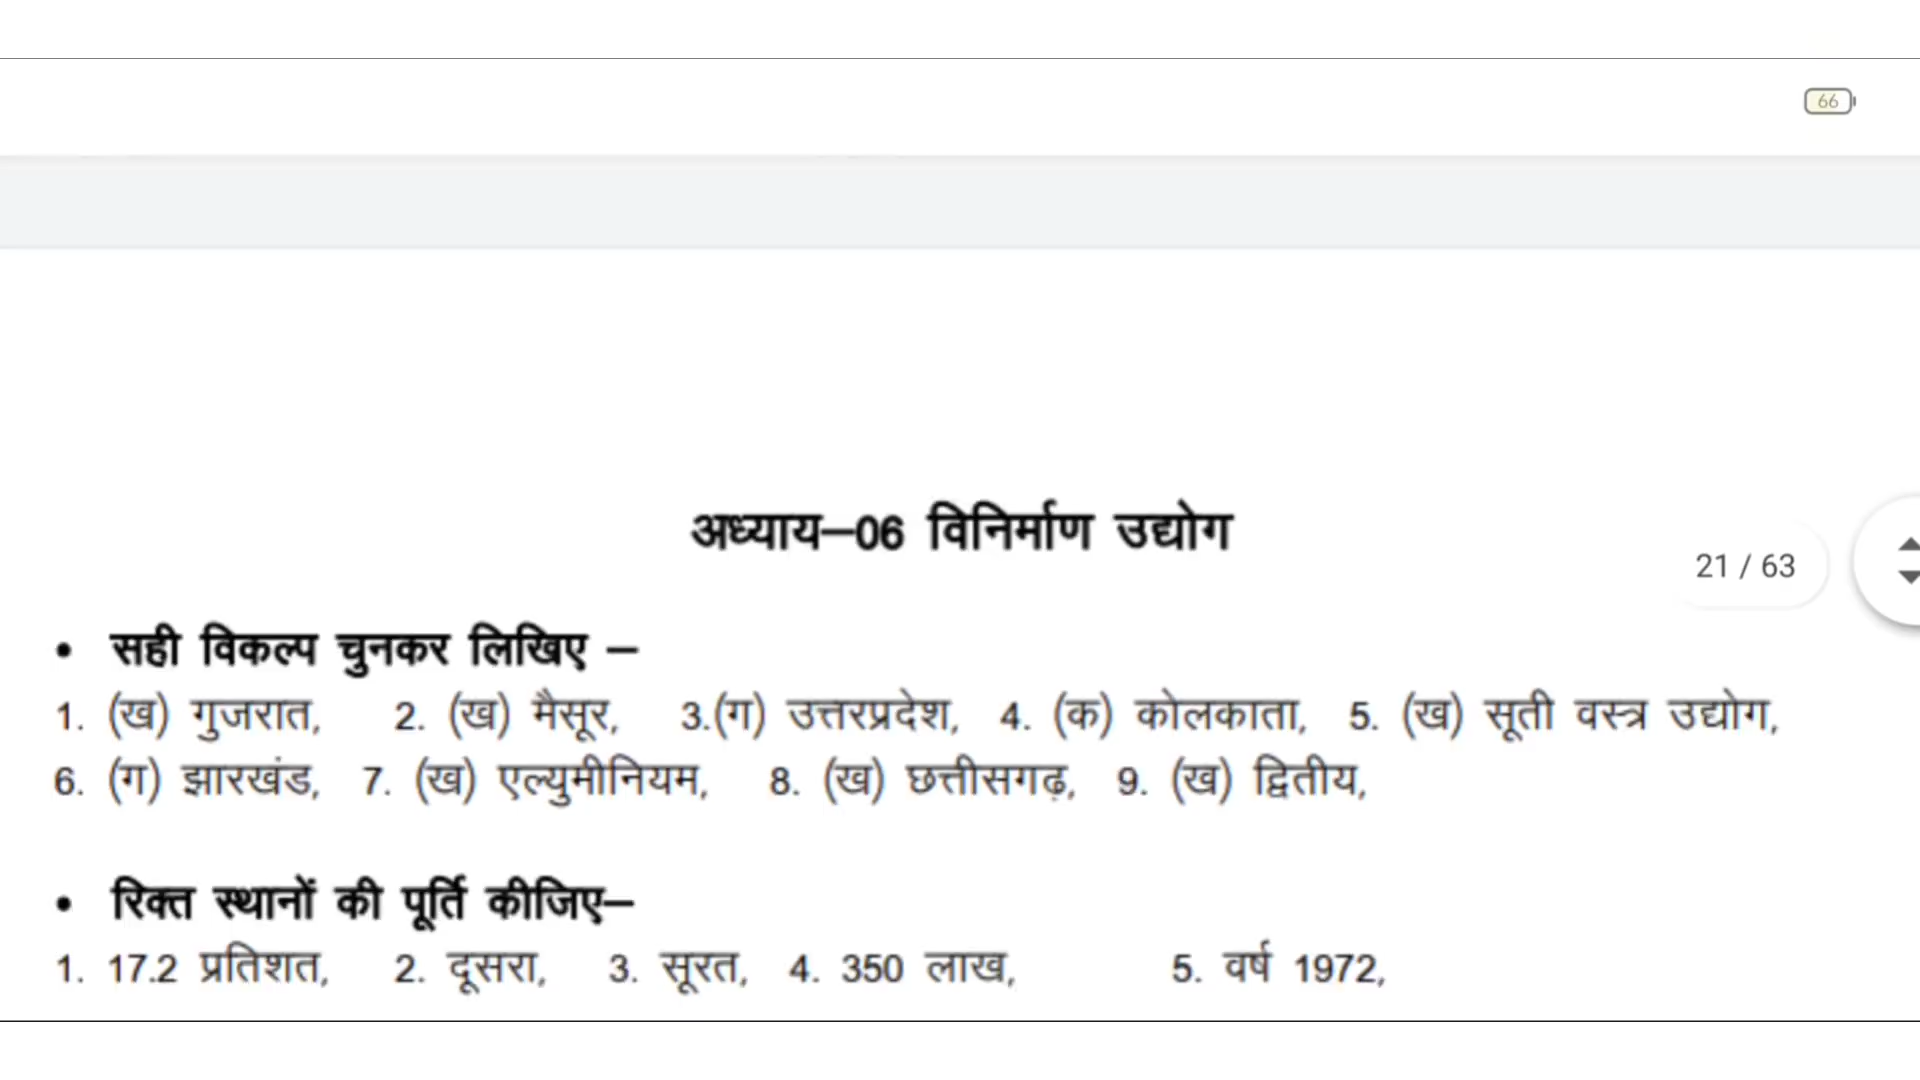 66
अध्याय–06 विनिर्माण उद्योग
21 / 63
• सही विकल्प चुनकर लिखिए –
1. (ख) गुजरात, 2. (ख) मैसूर, 3.(ग) उत्तरप्रदेश, 4. (क) कोलकाता, 5. (ख) सूती वस्त्र उद्योग,
6. (ग) झारखंड, 7. (ख) एल्युमीनियम, 8. (ख) छत्तीसगढ़, 9. (ख) द्वितीय,
• रिक्त स्थानों की पूर्ति कीजिए–
1. 17.2 प्रतिशत, 2. दूसरा, 3. सूरत, 4. 350 लाख, 5. वर्ष 1972,